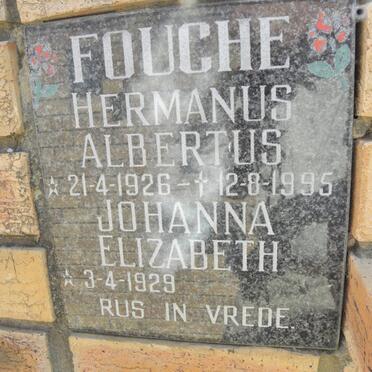 FOUCHE
HERMANUS
ALBERTUS
☆ 21-4-1926 – † 12-8-1995
JOHANNA
ELIZABETH
☆ 3-4-1929
RUS IN VREDE.